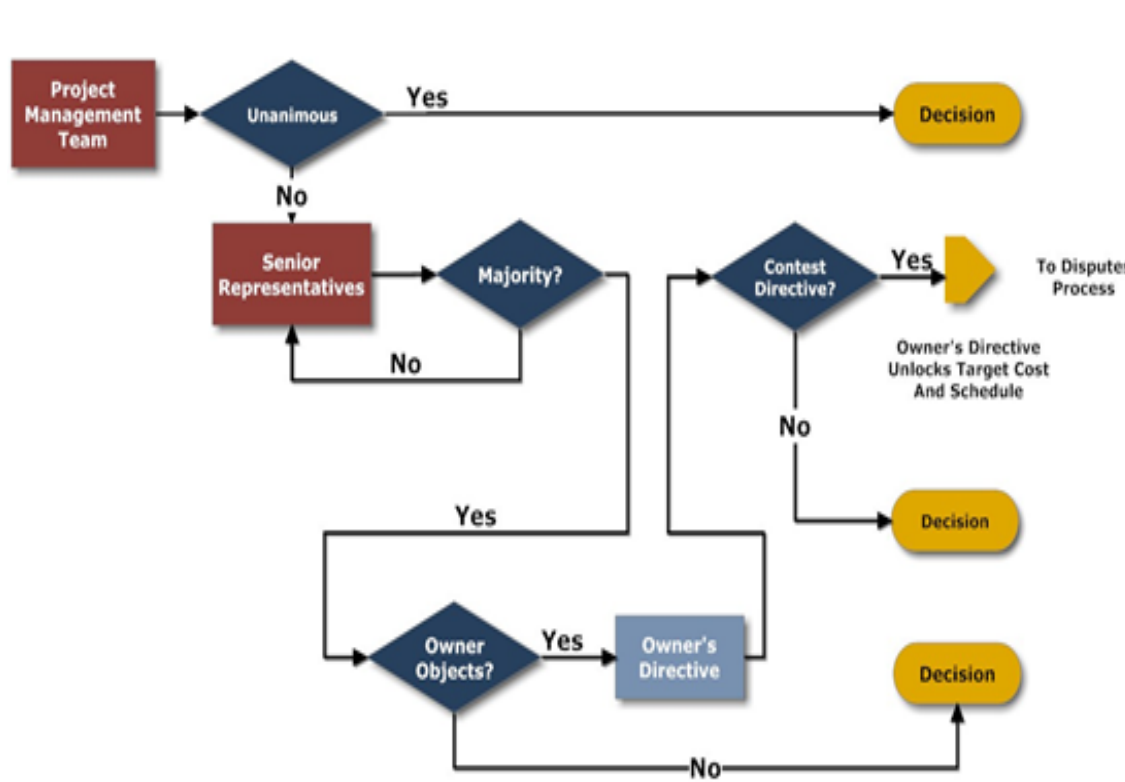 Project
Management
Team
Unanimous
Yes
Decision
No
Senior
Representatives
Majority?
No
Contest
Directive?
Yes
To Disputes
Process
Owner's Directive
Unlocks Target Cost
And Schedule
No
Decision
Yes
Owner
Objects?
Yes
Owner's
Directive
Decision
No